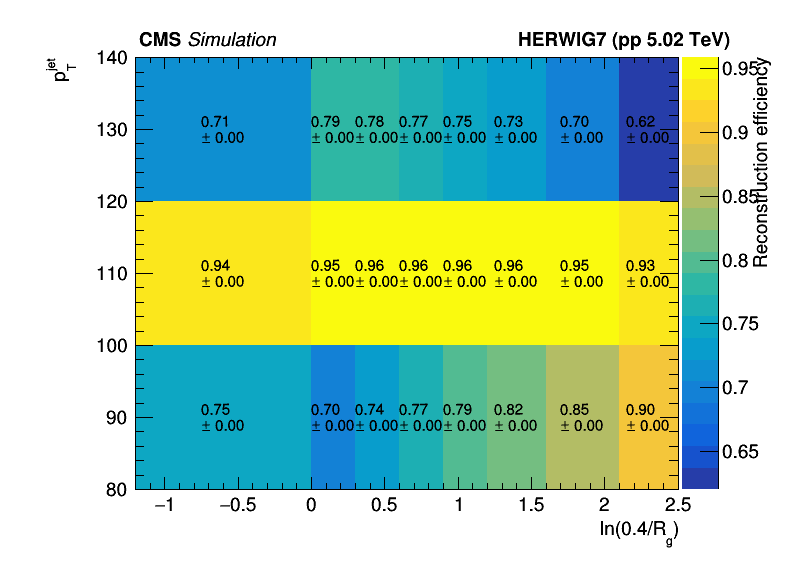 CMS Simulation HERWIG7 (pp 5.02 TeV)
p_T^jet
140
130
120
110
100
90
80
0.71 0.79 0.78 0.77 0.75 0.73 0.70 0.62
± 0.00 ± 0.00 ± 0.00 ± 0.00 ± 0.00 ± 0.00 ± 0.00 ± 0.00
0.94 0.95 0.96 0.96 0.96 0.96 0.95 0.93
± 0.00 ± 0.00 ± 0.00 ± 0.00 ± 0.00 ± 0.00 ± 0.00 ± 0.00
0.75 0.70 0.74 0.77 0.79 0.82 0.85 0.90
± 0.00 ± 0.00 ± 0.00 ± 0.00 ± 0.00 ± 0.00 ± 0.00 ± 0.00
−1 −0.5 0 0.5 1 1.5 2 2.5
ln(0.4/R_g)
0.95
0.9
0.85
0.8
0.75
0.7
0.65
Reconstruction efficiency